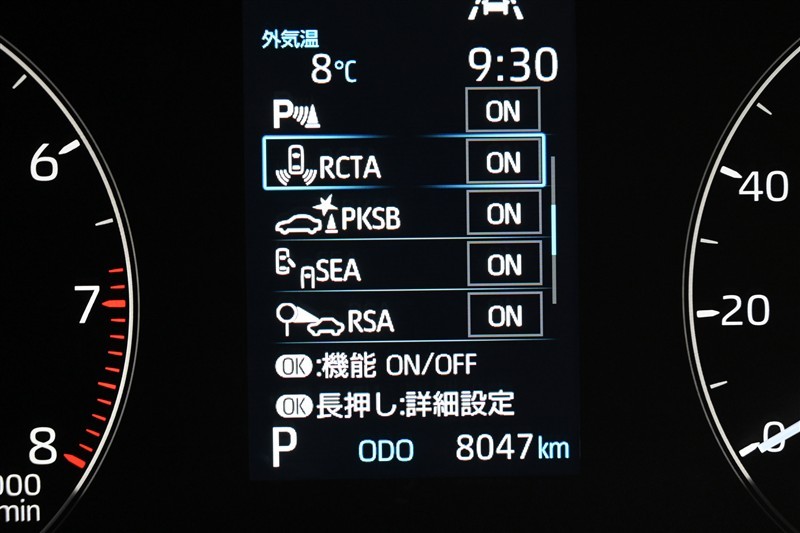 外気温
8℃ 9:30
P ON
RCTA ON
PKSB ON
SEA ON
RSA ON
OK:機能 ON/OFF
OK長押し:詳細設定
P ODO 8047km
6
7
8
000
min
40
20
0